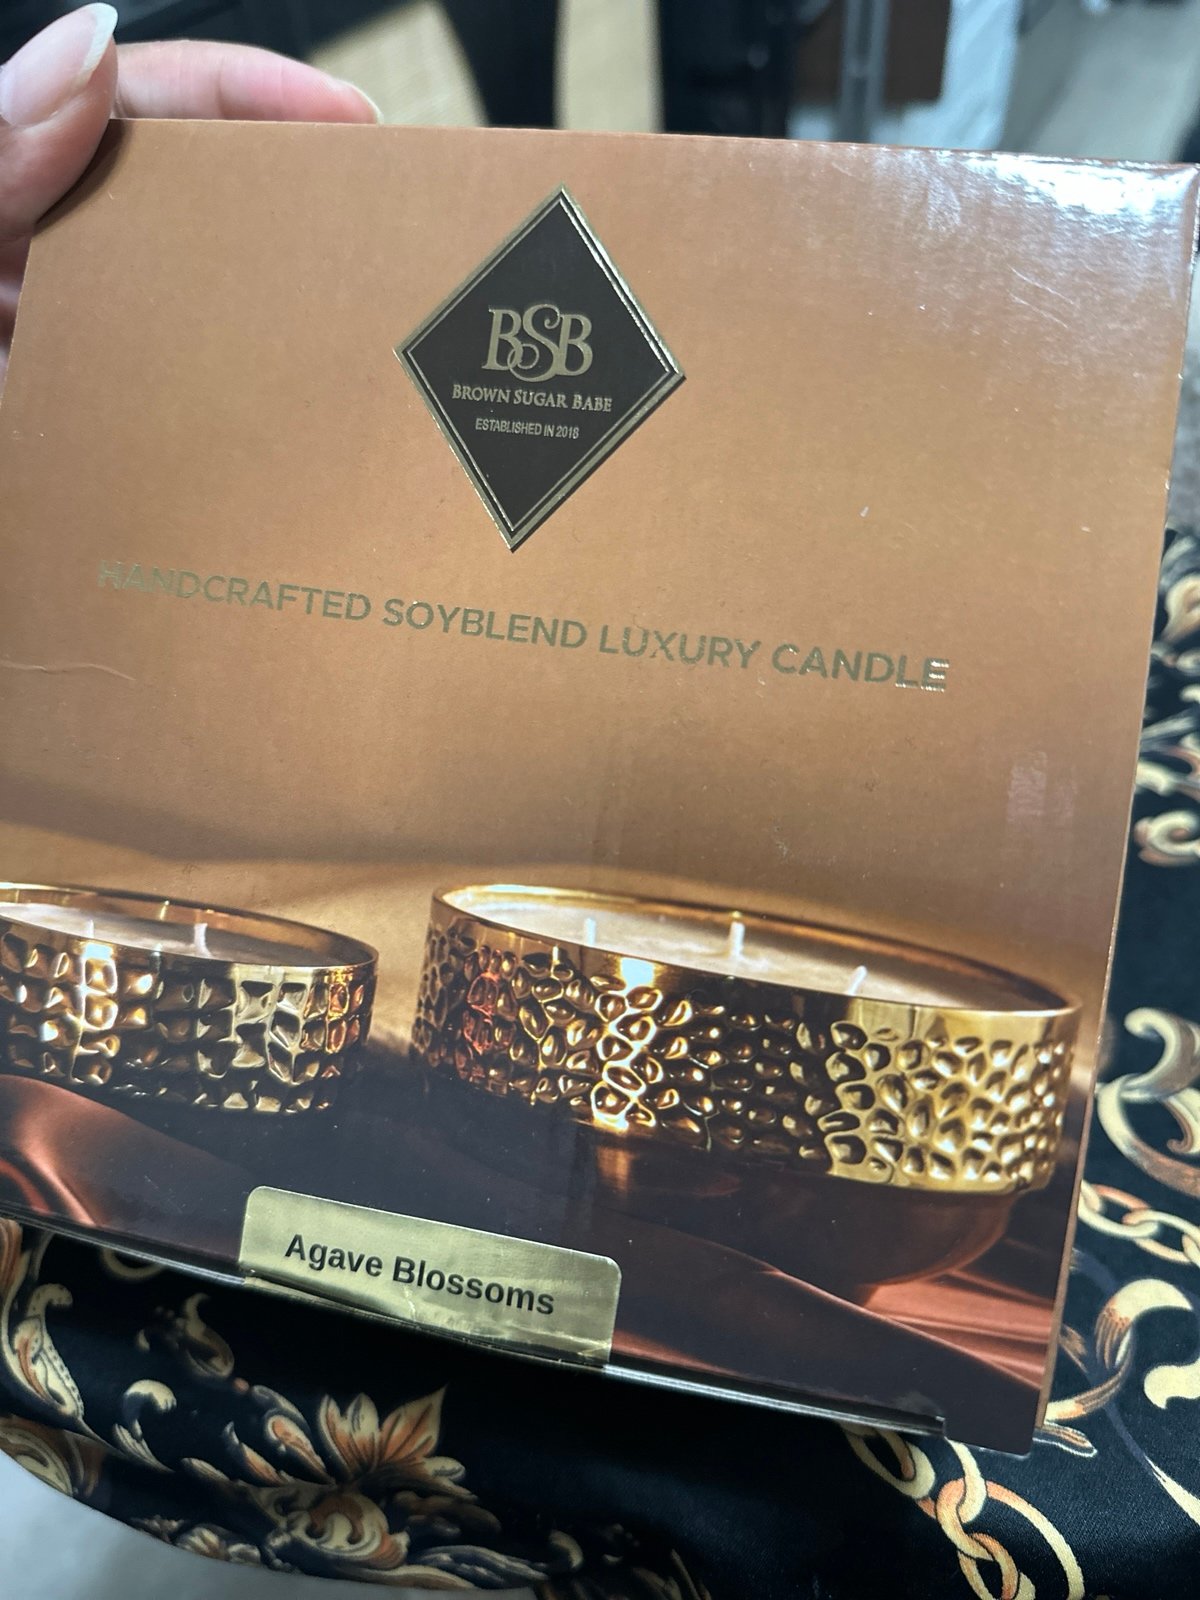 BSB
BROWN SUGAR BABE
ESTABLISHED IN 2018
HANDCRAFTED SOYBLEND LUXURY CANDLE
Agave Blossoms